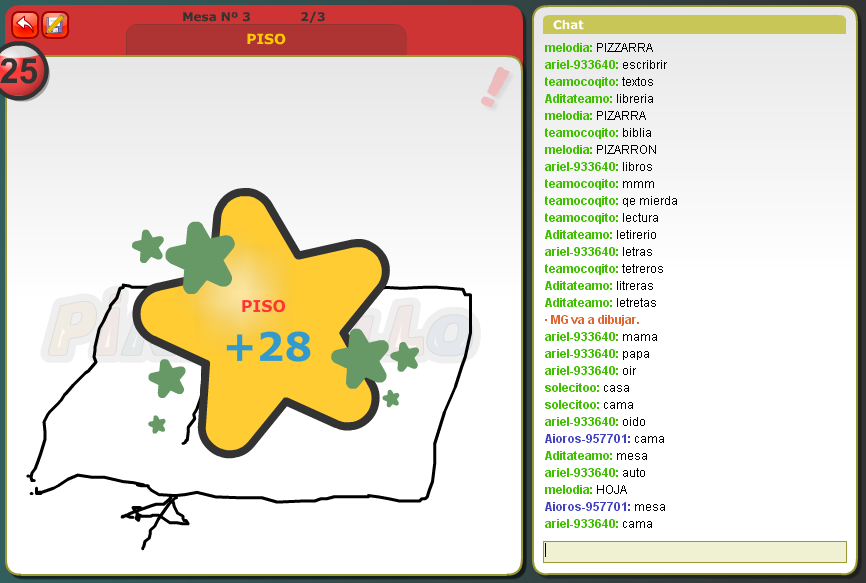 Mesa Nº 3 2/3
PISO
25
PISO
+28
Chat
melodia: PIZZARRA
ariel-933640: escribrir
teamocoqito: textos
Aditateamo: libreria
melodia: PIZARRA
teamocoqito: biblia
melodia: PIZARRON
ariel-933640: libros
teamocoqito: mmm
teamocoqito: qe mierda
teamocoqito: lectura
Aditateamo: letirerio
ariel-933640: letras
teamocoqito: tetreros
Aditateamo: litreras
Aditateamo: letretas
· MG va a dibujar.
ariel-933640: mama
ariel-933640: papa
ariel-933640: oir
solecitoo: casa
solecitoo: cama
ariel-933640: oido
Aioros-957701: cama
Aditateamo: mesa
ariel-933640: auto
melodia: HOJA
Aioros-957701: mesa
ariel-933640: cama